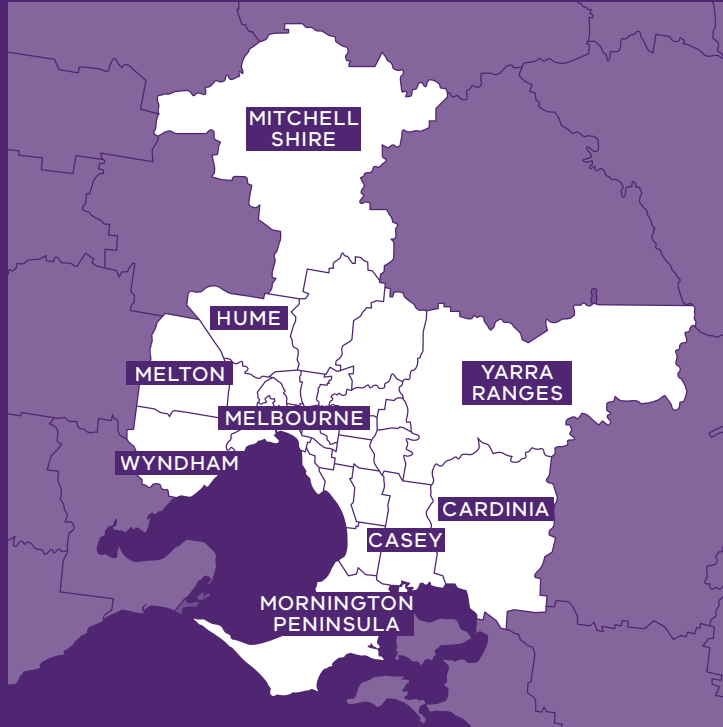 MITCHELL
SHIRE
HUME
MELTON
YARRA
RANGES
MELBOURNE
WYNDHAM
CARDINIA
CASEY
MORNINGTON
PENINSULA